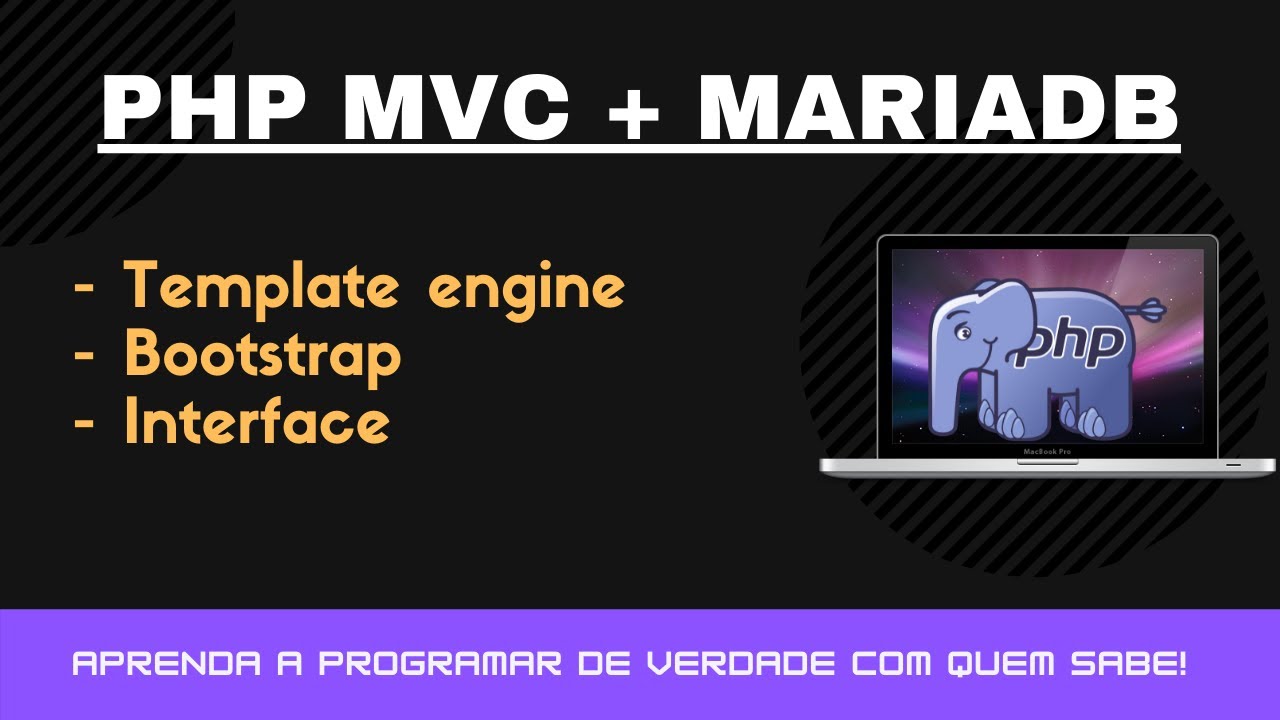 PHP MVC + MARIADB
- Template engine
- Bootstrap
- Interface
php
MacBook Pro
APRENDA A PROGRAMAR DE VERDADE COM QUEM SABE!